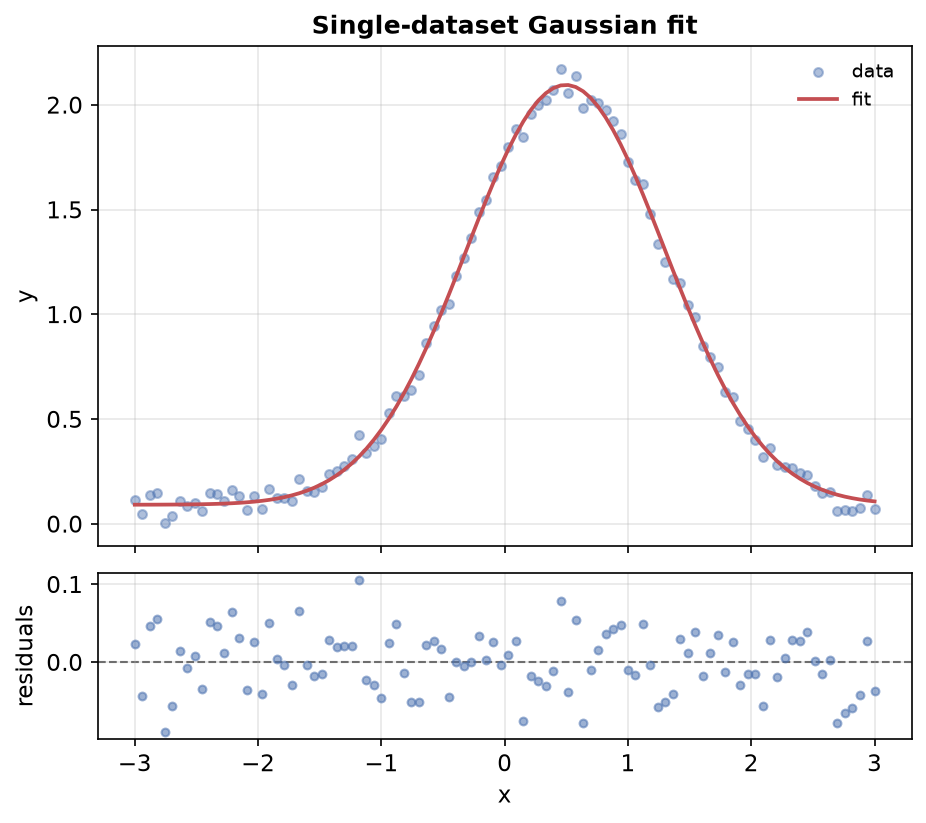 Single-dataset Gaussian fit
data
fit
y
2.0
1.5
1.0
0.5
0.0
residuals
0.1
0.0
−3 −2 −1 0 1 2 3
x